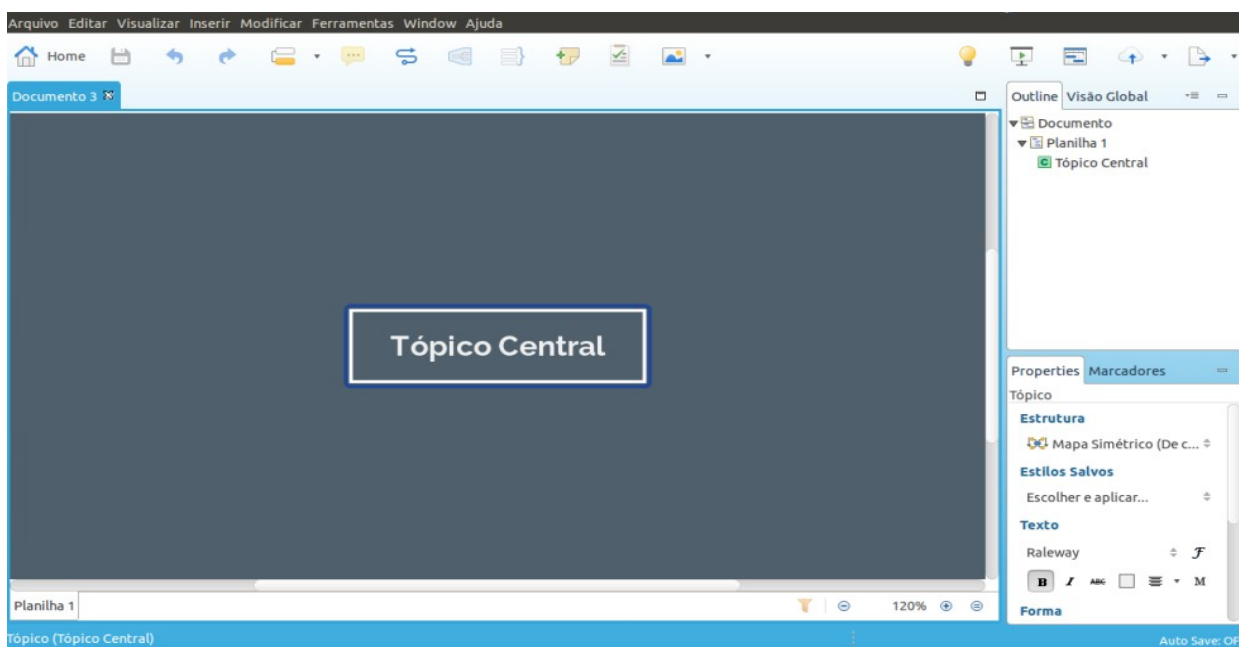 Arquivo Editar Visualizar Inserir Modificar Ferramentas Window Ajuda
Home
Documento 3
Outline Visão Global
Documento
Planilha 1
C Tópico Central
Tópico Central
Properties Marcadores
Tópico
Estrutura
Mapa Simétrico (De c...
Estilos Salvos
Escolher e aplicar...
Texto
Raleway F
B I ABC M
Forma
Planilha 1
120%
Tópico (Tópico Central)
Auto Save: OF